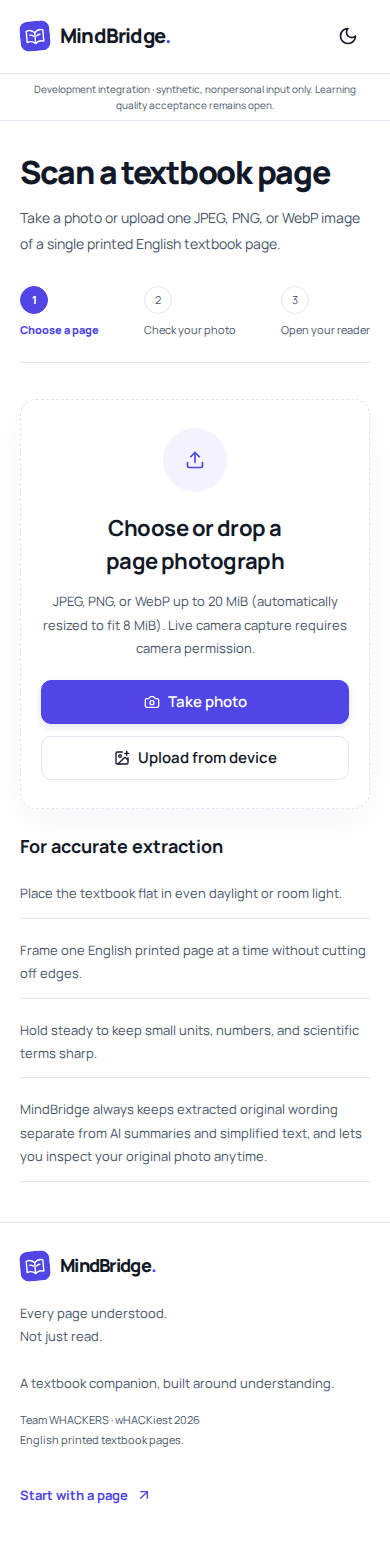 MindBridge.
Development integration · synthetic, nonpersonal input only. Learning
quality acceptance remains open.
Scan a textbook page
Take a photo or upload one JPEG, PNG, or WebP image
of a single printed English textbook page.
1
2
3
Choose a page
Check your photo
Open your reader
Choose or drop a
page photograph
JPEG, PNG, or WebP up to 20 MiB (automatically
resized to fit 8 MiB). Live camera capture requires
camera permission.
Take photo
Upload from device
For accurate extraction
Place the textbook flat in even daylight or room light.
Frame one English printed page at a time without cutting
off edges.
Hold steady to keep small units, numbers, and scientific
terms sharp.
MindBridge always keeps extracted original wording
separate from AI summaries and simplified text, and lets
you inspect your original photo anytime.
MindBridge.
Every page understood.
Not just read.
A textbook companion, built around understanding.
Team WHACKERS · wHACKiest 2026
English printed textbook pages.
Start with a page